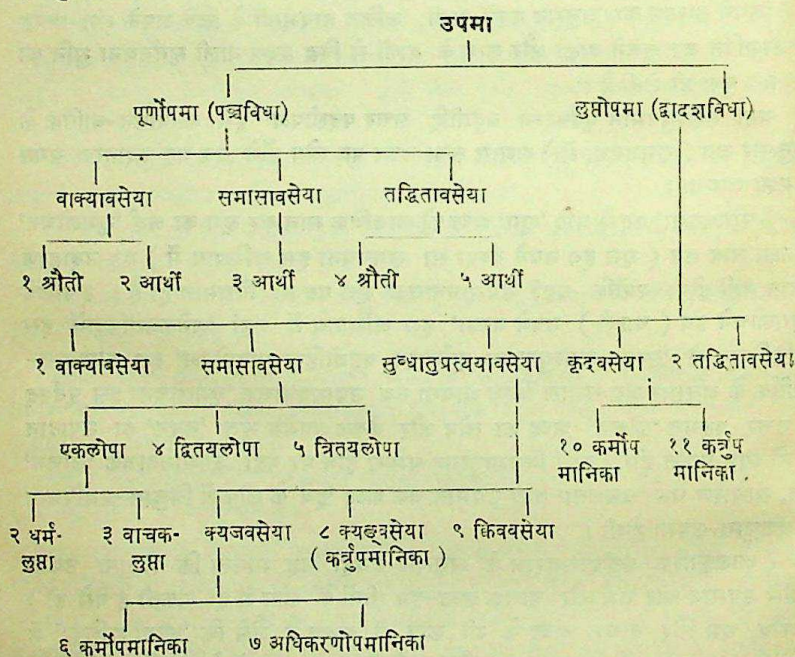 उपमा
पूर्णोपमा (पञ्चविधा) लुप्तोपमा (द्वादशविधा)
वाक्यावसेया समासावसेया तद्धितावसेया
१ श्रौती २ आर्थी ३ आर्थी ४ श्रौती ५ आर्थी
१ वाक्यावसेया समासावसेया सुब्धातुप्रत्ययावसेया कृदवसेया २ तद्धितावसेया
एकलोपा ४ द्वितयलोपा ५ त्रितयलोपा १० कर्मोप ११ कर्त्रुप
मानिका मानिका
२ धर्म- ३ वाचक- क्यजवसेया ८ क्यङ्वसेया ९ क्विववसेया
लुप्ता लुप्ता ( कर्त्रुपमानिका )
६ कर्मोपमानिका ७ अधिकरणोपमानिका